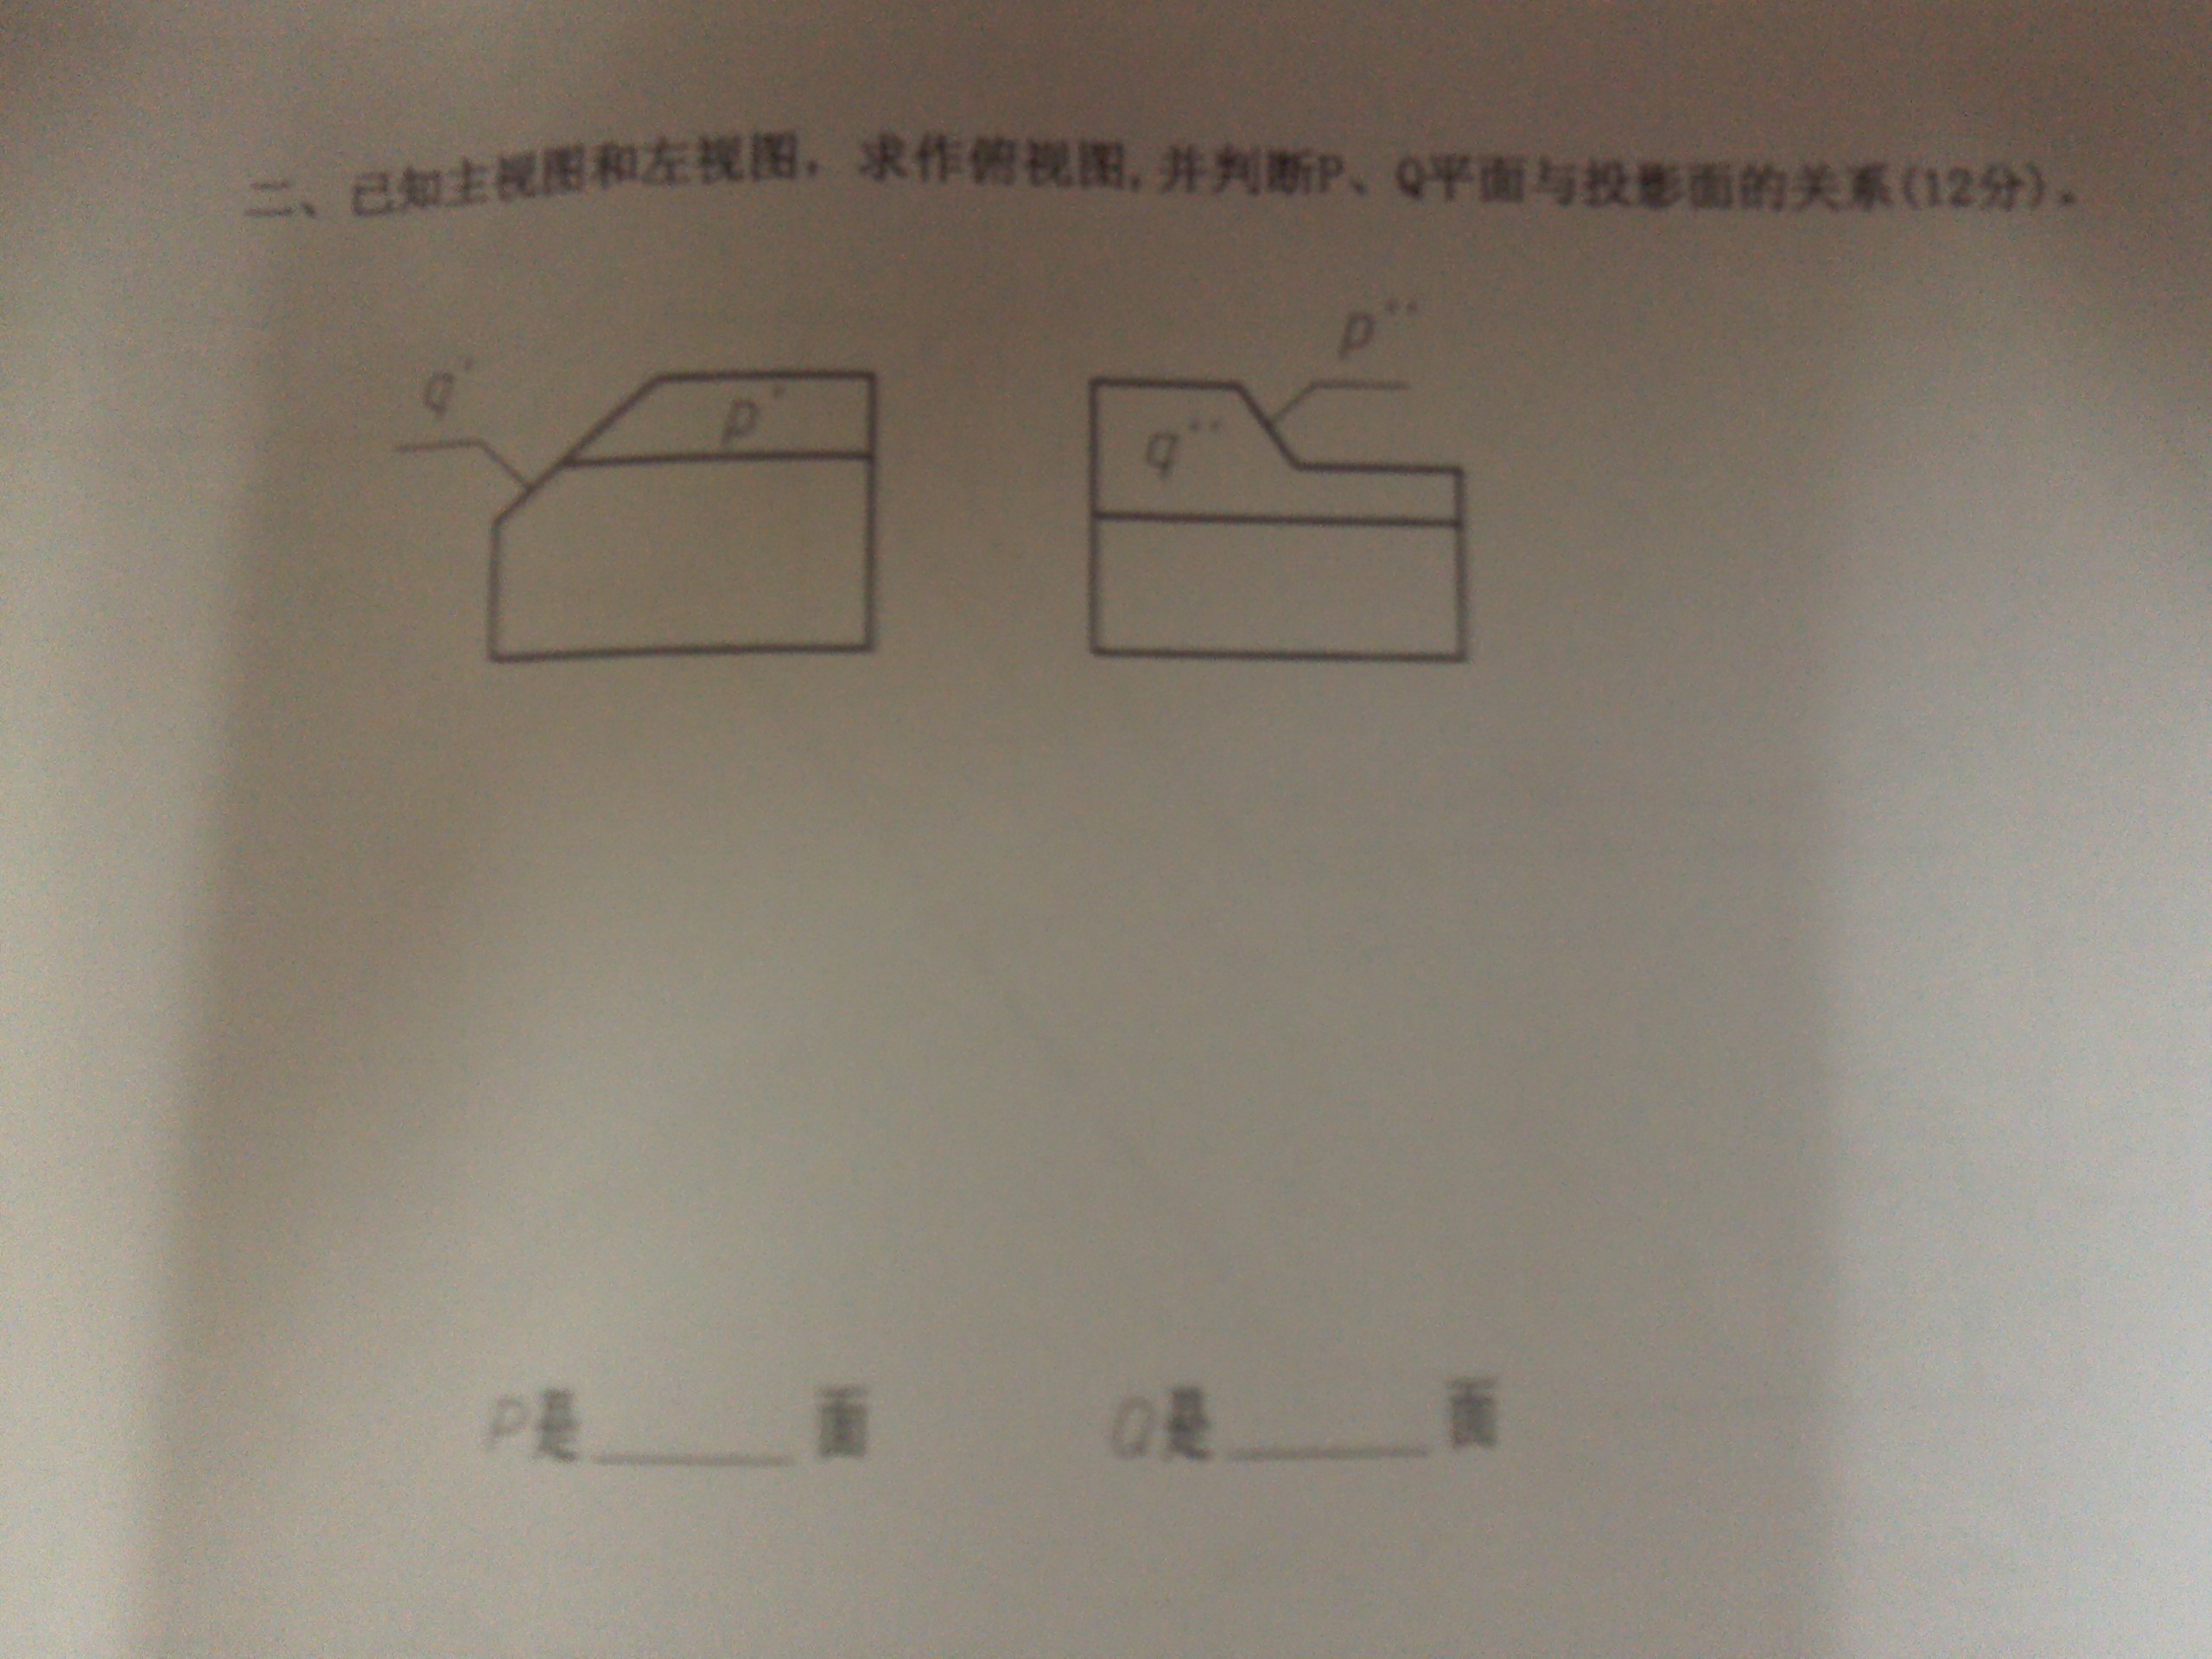 二、已知主视图和左视图，求作俯视图，并判断P、Q平面与投影面的关系(12分)。
p''
q' p'
q''
P是______面 Q是______面